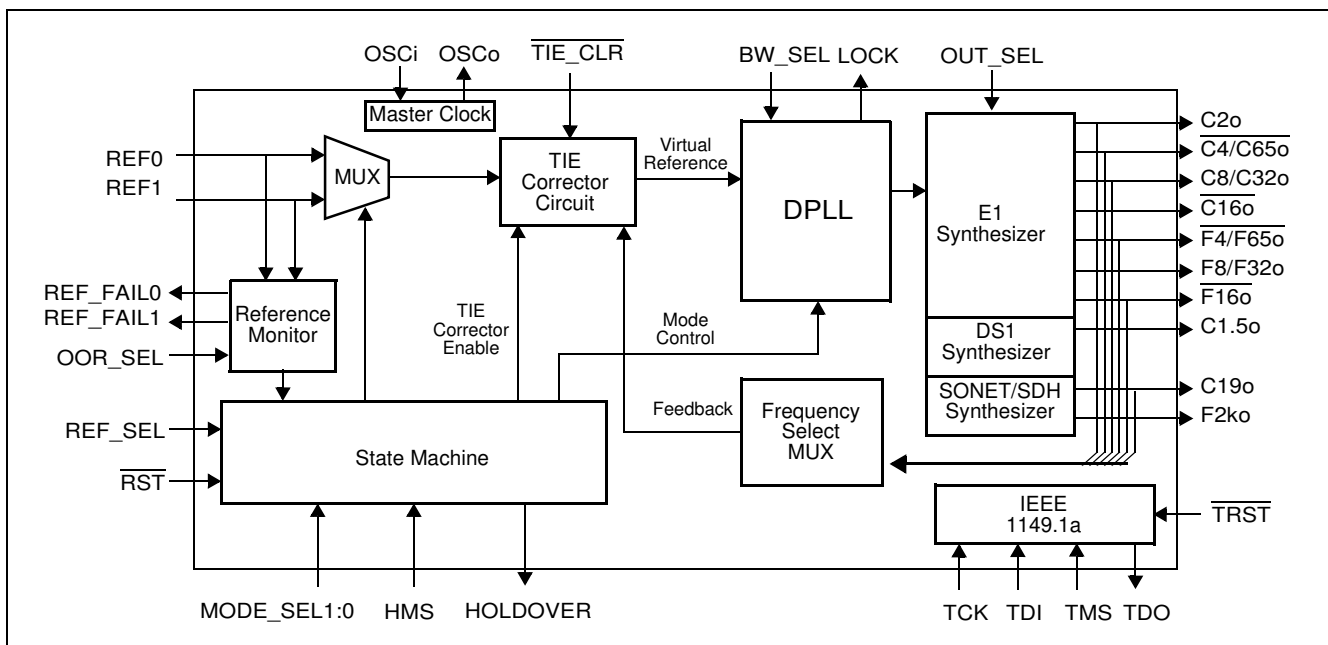 OSCi
OSCo
TIE_CLR
BW_SEL
LOCK
OUT_SEL
Master Clock
REF0
REF1
MUX
TIE
Corrector
Circuit
Virtual
Reference
DPLL
E1
Synthesizer
C2o
C4/C65o
C8/C32o
C16o
F4/F65o
F8/F32o
F16o
C1.5o
DS1
Synthesizer
SONET/SDH
Synthesizer
C19o
F2ko
REF_FAIL0
REF_FAIL1
OOR_SEL
Reference
Monitor
TIE
Corrector
Enable
Mode
Control
REF_SEL
RST
State Machine
Feedback
Frequency
Select
MUX
IEEE
1149.1a
TRST
MODE_SEL1:0
HMS
HOLDOVER
TCK
TDI
TMS
TDO